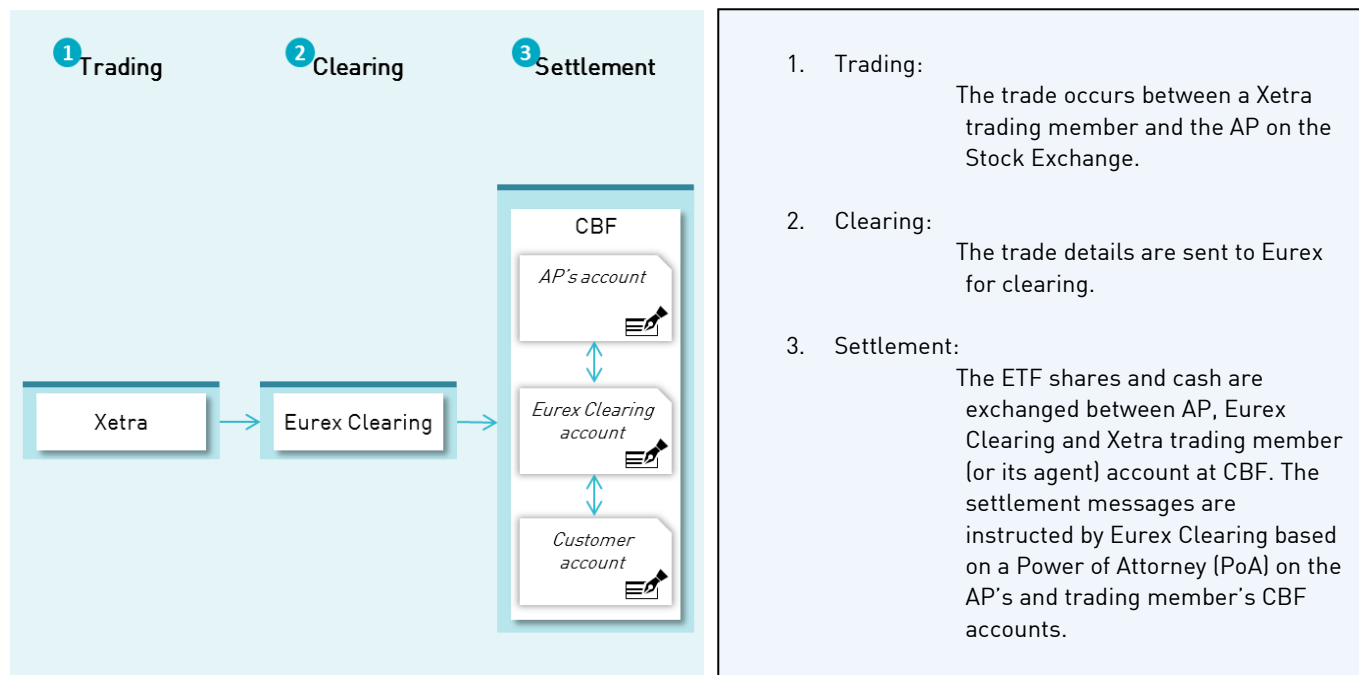 1 Trading
2 Clearing
3 Settlement
CBF
AP's account
Xetra
Eurex Clearing
Eurex Clearing
account
Customer
account
1. Trading:
The trade occurs between a Xetra
trading member and the AP on the
Stock Exchange.
2. Clearing:
The trade details are sent to Eurex
for clearing.
3. Settlement:
The ETF shares and cash are
exchanged between AP, Eurex
Clearing and Xetra trading member
(or its agent) account at CBF. The
settlement messages are
instructed by Eurex Clearing based
on a Power of Attorney (PoA) on the
AP's and trading member's CBF
accounts.